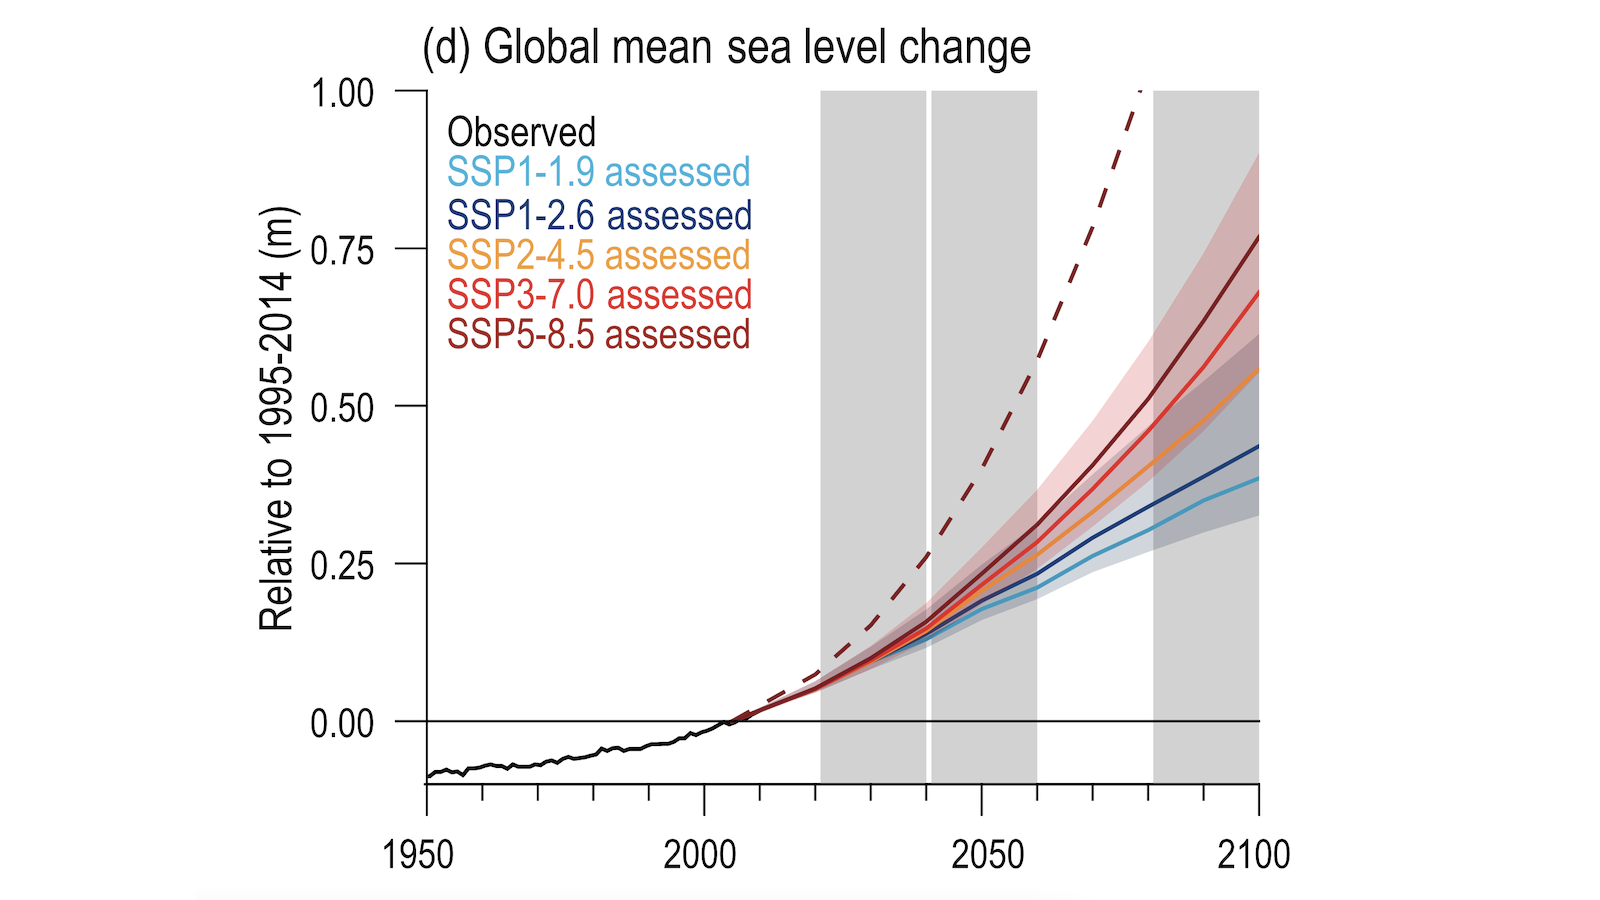 (d) Global mean sea level change
1.00
0.75
0.50
0.25
0.00
Relative to 1995-2014 (m)
Observed
SSP1-1.9 assessed
SSP1-2.6 assessed
SSP2-4.5 assessed
SSP3-7.0 assessed
SSP5-8.5 assessed
1950 2000 2050 2100